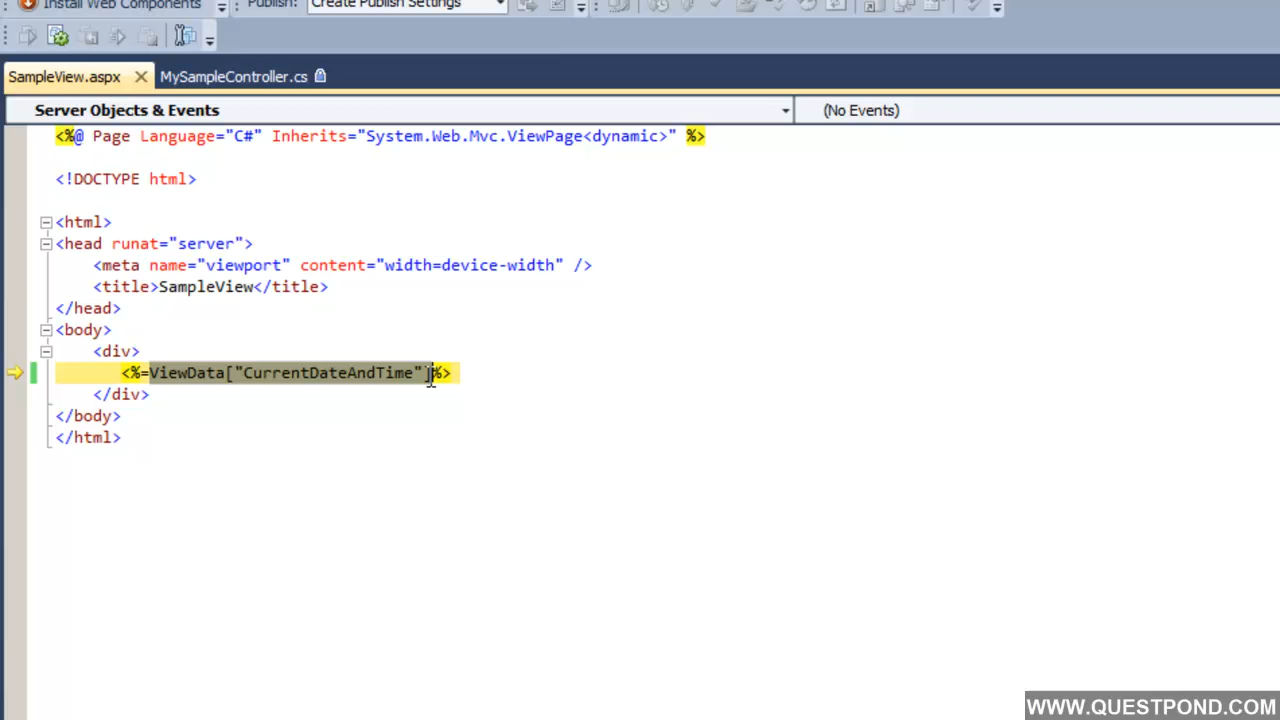 Install Web Components Publish: Create Publish Settings
SampleView.aspx MySampleController.cs
Server Objects & Events (No Events)
<%@ Page Language="C#" Inherits="System.Web.Mvc.ViewPage<dynamic>" %>
<!DOCTYPE html>
<html>
<head runat="server">
<meta name="viewport" content="width=device-width" />
<title>SampleView</title>
</head>
<body>
<div>
<%=ViewData["CurrentDateAndTime"]%>
</div>
</body>
</html>
WWW.QUESTPOND.COM